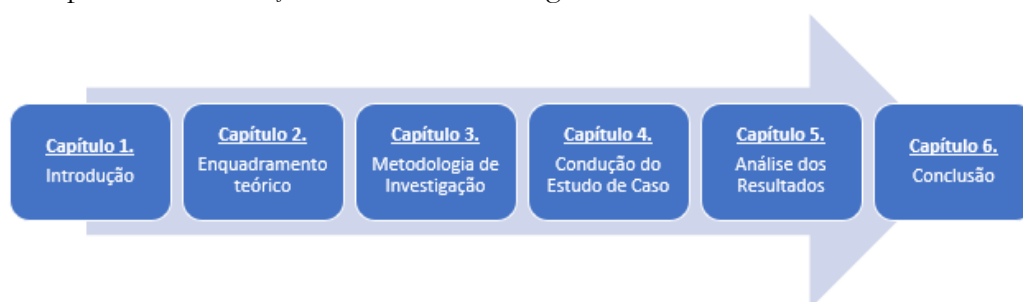 Capítulo 1.
Introdução
Capítulo 2.
Enquadramento
teórico
Capítulo 3.
Metodologia de
Investigação
Capítulo 4.
Condução do
Estudo de Caso
Capítulo 5.
Análise dos
Resultados
Capítulo 6.
Conclusão